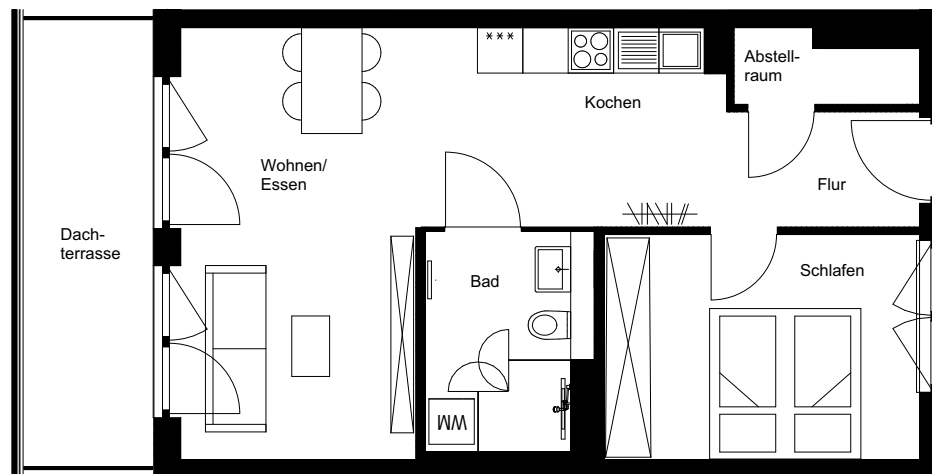 Abstell-
raum
Kochen
Wohnen/
Essen
Flur
Dach-
terrasse
Bad
Schlafen
WM